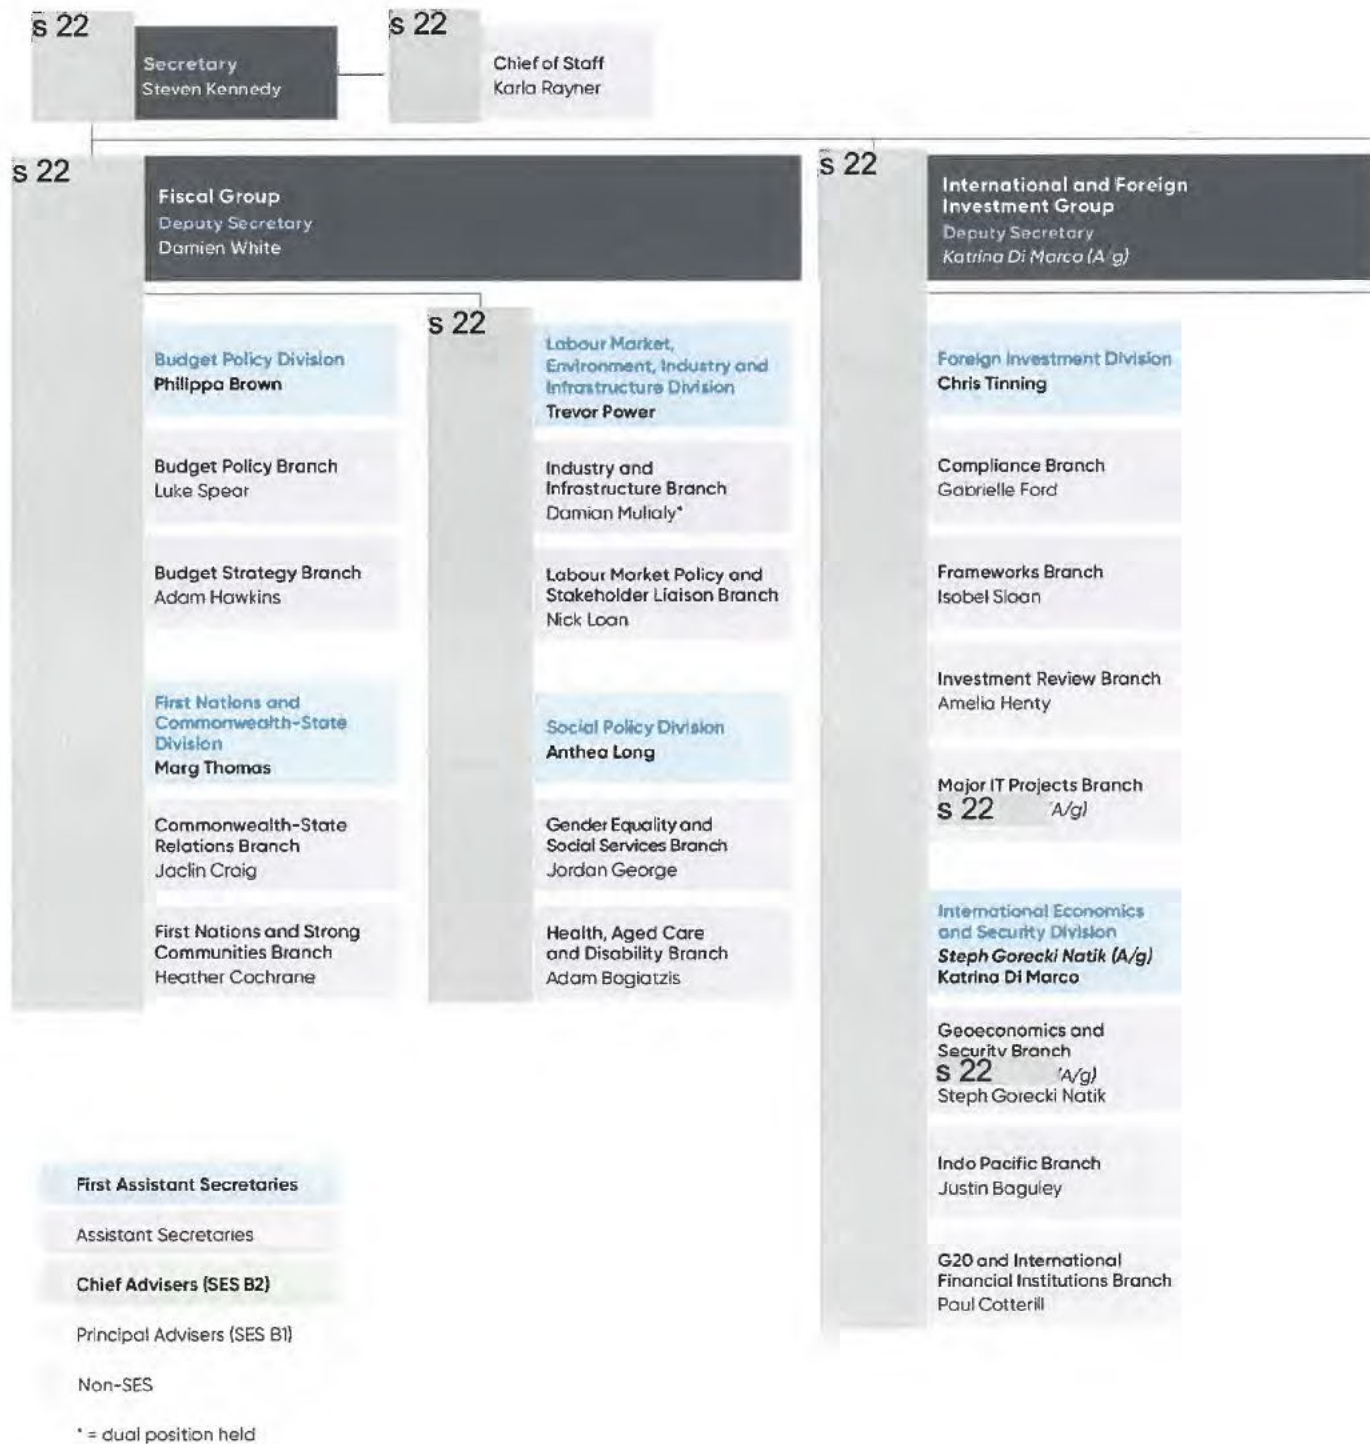 s 22
Secretary
Steven Kennedy
s 22
Chief of Staff
Karla Rayner
s 22
Fiscal Group
Deputy Secretary
Damien White
Budget Policy Division
Philippa Brown
Budget Policy Branch
Luke Spear
Budget Strategy Branch
Adam Hawkins
First Nations and
Commonwealth-State
Division
Marg Thomas
Commonwealth-State
Relations Branch
Jaclin Craig
First Nations and Strong
Communities Branch
Heather Cochrane
s 22
Labour Market,
Environment, Industry and
Infrastructure Division
Trevor Power
Industry and
Infrastructure Branch
Damian Mullaly*
Labour Market Policy and
Stakeholder Liaison Branch
Nick Loan
Social Policy Division
Anthea Long
Gender Equality and
Social Services Branch
Jordan George
Health, Aged Care
and Disability Branch
Adam Bogiatzis
s 22
International and Foreign
Investment Group
Deputy Secretary
Katrina Di Marco (A/g)
Foreign Investment Division
Chris Tinning
Compliance Branch
Gabrielle Ford
Frameworks Branch
Isobel Sloan
Investment Review Branch
Amelia Henty
Major IT Projects Branch
s 22 A/g)
International Economics
and Security Division
Steph Gorecki Natik (A/g)
Katrina Di Marco
Geoeconomics and
Security Branch
s 22 (A/g)
Steph Gorecki Natik
Indo Pacific Branch
Justin Baguley
G20 and International
Financial Institutions Branch
Paul Cotterill
First Assistant Secretaries
Assistant Secretaries
Chief Advisers (SES B2)
Principal Advisers (SES B1)
Non-SES
* = dual position held